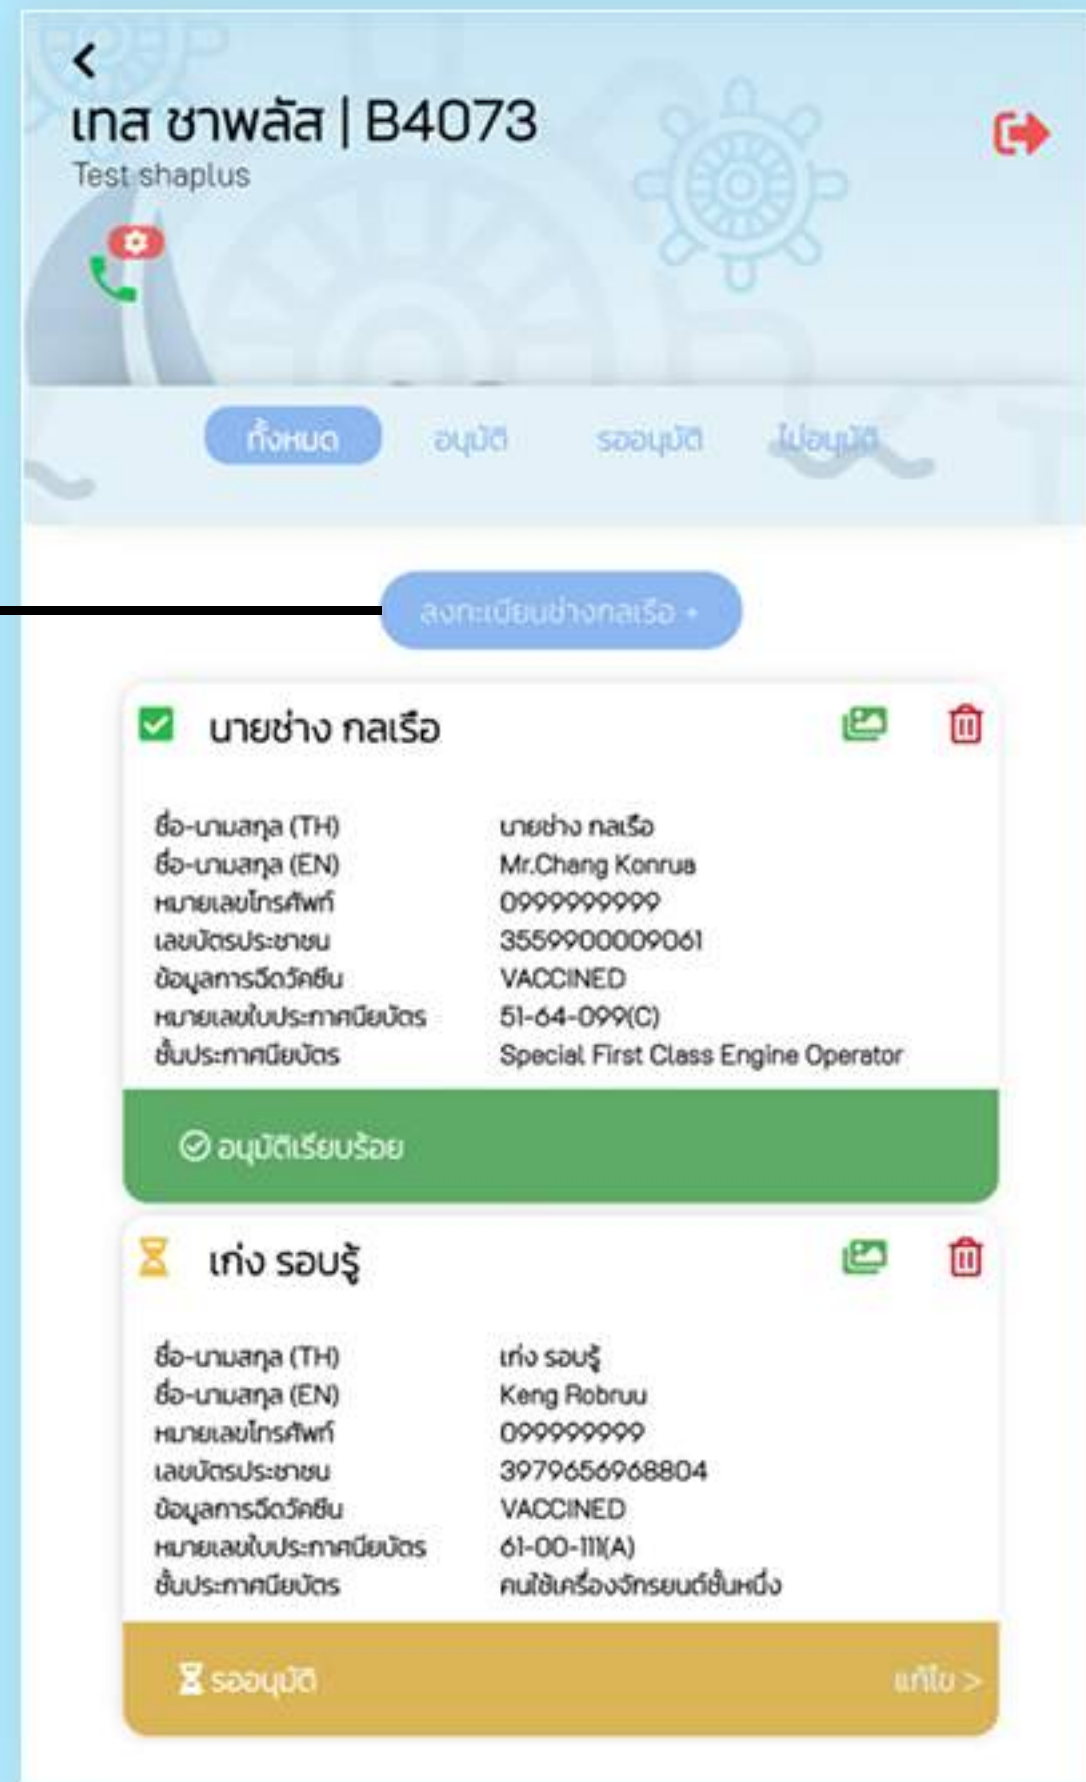 เทส ชาพลัส | B4073
Test shaplus
ทั้งหมด อนุมัติ รออนุมัติ ไม่อนุมัติ
ลงทะเบียนช่างกลเรือ +
นายช่าง กลเรือ
ชื่อ-นามสกุล (TH) นายช่าง กลเรือ
ชื่อ-นามสกุล (EN) Mr.Chang Konrua
หมายเลขโทรศัพท์ 0999999999
เลขบัตรประชาชน 3559900009061
ข้อมูลการฉีดวัคซีน VACCINED
หมายเลขใบประกาศนียบัตร 51-64-099(C)
ชั้นประกาศนียบัตร Special First Class Engine Operator
อนุมัติเรียบร้อย
เก่ง รอบรู้
ชื่อ-นามสกุล (TH) เก่ง รอบรู้
ชื่อ-นามสกุล (EN) Keng Robruu
หมายเลขโทรศัพท์ 099999999
เลขบัตรประชาชน 3979656968804
ข้อมูลการฉีดวัคซีน VACCINED
หมายเลขใบประกาศนียบัตร 61-00-111(A)
ชั้นประกาศนียบัตร คนใช้เครื่องจักรยนต์ชั้นหนึ่ง
รออนุมัติ แก้ไข >